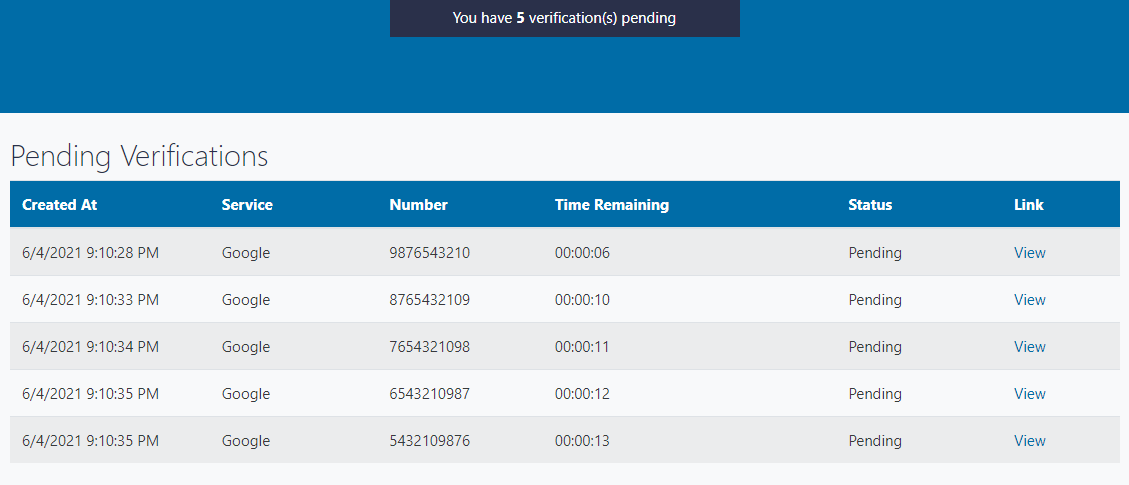 You have 5 verification(s) pending
Pending Verifications
Created At Service Number Time Remaining Status Link
6/4/2021 9:10:28 PM Google 9876543210 00:00:06 Pending View
6/4/2021 9:10:33 PM Google 8765432109 00:00:10 Pending View
6/4/2021 9:10:34 PM Google 7654321098 00:00:11 Pending View
6/4/2021 9:10:35 PM Google 6543210987 00:00:12 Pending View
6/4/2021 9:10:35 PM Google 5432109876 00:00:13 Pending View